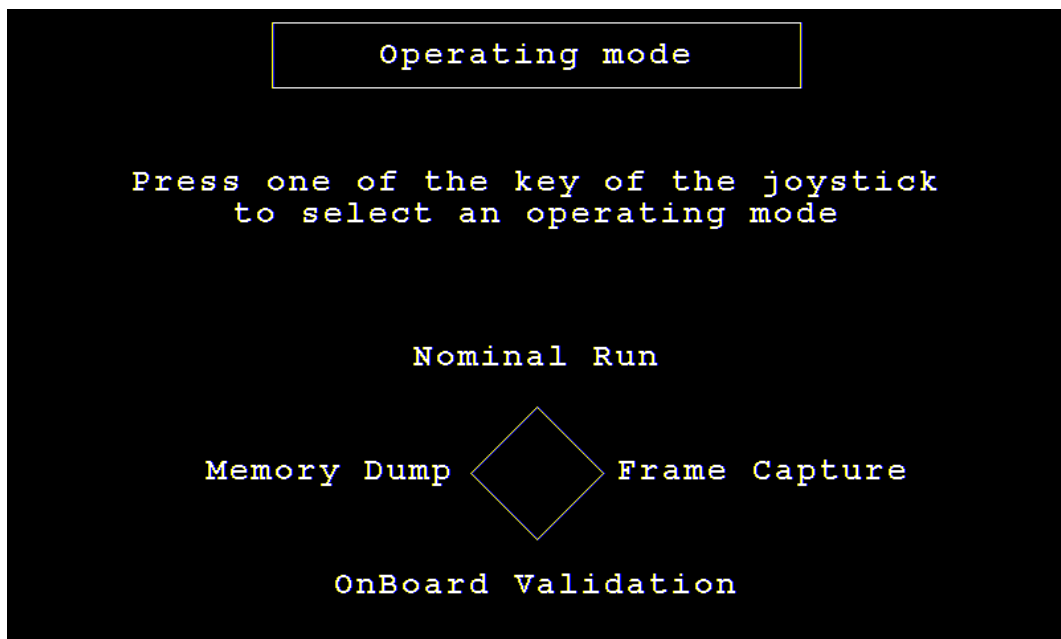 Operating mode
Press one of the key of the joystick
to select an operating mode
Nominal Run
Memory Dump
Frame Capture
OnBoard Validation